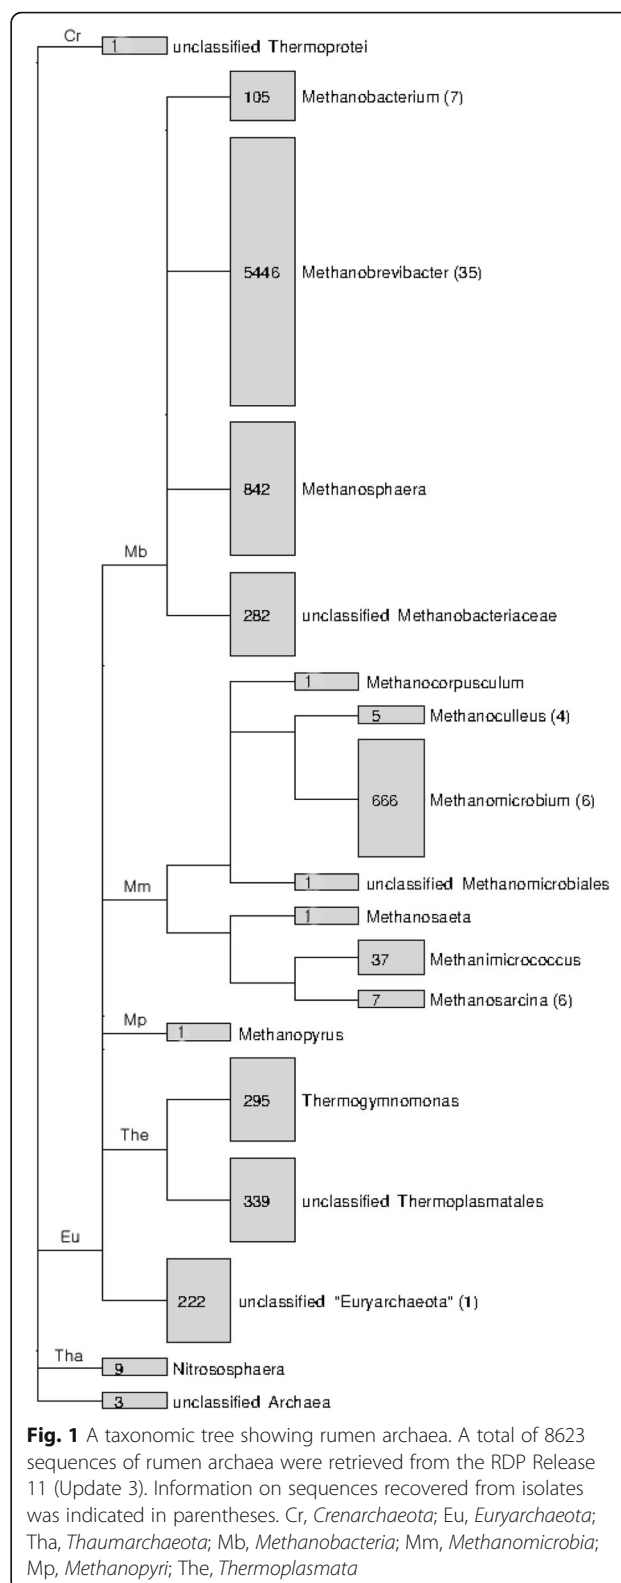 Cr
1 unclassified Thermoprotei
105 Methanobacterium (7)
5446 Methanobrevibacter (35)
842 Methanosphaera
Mb
282 unclassified Methanobacteriaceae
1 Methanocorpusculum
5 Methanoculleus (4)
666 Methanomicrobium (6)
Mm
1 unclassified Methanomicrobiales
1 Methanosaeta
37 Methanimicrococcus
7 Methanosarcina (6)
Mp
1 Methanopyrus
295 Thermogymnomonas
The
339 unclassified Thermoplasmatales
Eu
222 unclassified "Euryarchaeota" (1)
Tha
9 Nitrososphaera
3 unclassified Archaea
Fig. 1 A taxonomic tree showing rumen archaea. A total of 8623
sequences of rumen archaea were retrieved from the RDP Release
11 (Update 3). Information on sequences recovered from isolates
was indicated in parentheses. Cr, Crenarchaeota; Eu, Euryarchaeota;
Tha, Thaumarchaeota; Mb, Methanobacteria; Mm, Methanomicrobia;
Mp, Methanopyri; The, Thermoplasmata